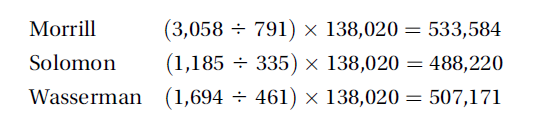 Morrill (3,058 ÷ 791) × 138,020 = 533,584
Solomon (1,185 ÷ 335) × 138,020 = 488,220
Wasserman (1,694 ÷ 461) × 138,020 = 507,171